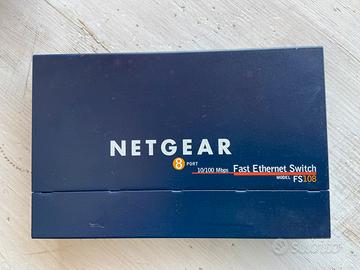 NETGEAR
8 PORT
10/100 Mbps Fast Ethernet Switch
MODEL FS108